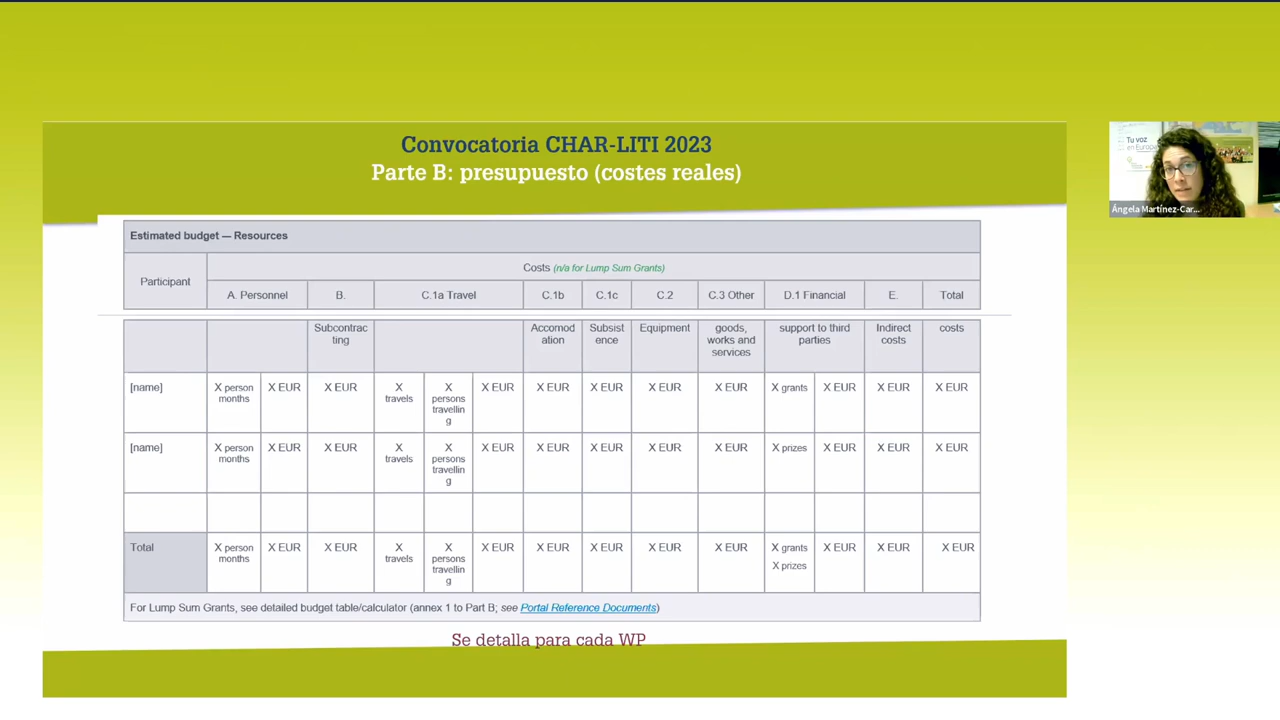 Convocatoria CHAR-LITI 2023
Parte B: presupuesto (costes reales)
Tu voz
en Europa
Ángela Martínez-Car...
Estimated budget — Resources
Participant
Costs (n/a for Lump Sum Grants)
A. Personnel B. C.1a Travel C.1b C.1c C.2 C.3 Other D.1 Financial E. Total
Subcontrac Accomod Subsist Equipment goods, support to third Indirect costs
ting ation ence works and parties costs
services
[name] X person X EUR X EUR X X X EUR X EUR X EUR X EUR X EUR X grants X EUR X EUR X EUR
months travels persons
travellin
g
[name] X person X EUR X EUR X X X EUR X EUR X EUR X EUR X EUR X prizes X EUR X EUR X EUR
months travels persons
travellin
g
Total X person X EUR X EUR X X X EUR X EUR X EUR X EUR X EUR X grants X EUR X EUR X EUR
months travels persons X prizes
travellin
g
For Lump Sum Grants, see detailed budget table/calculator (annex 1 to Part B; see Portal Reference Documents)
Se detalla para cada WP